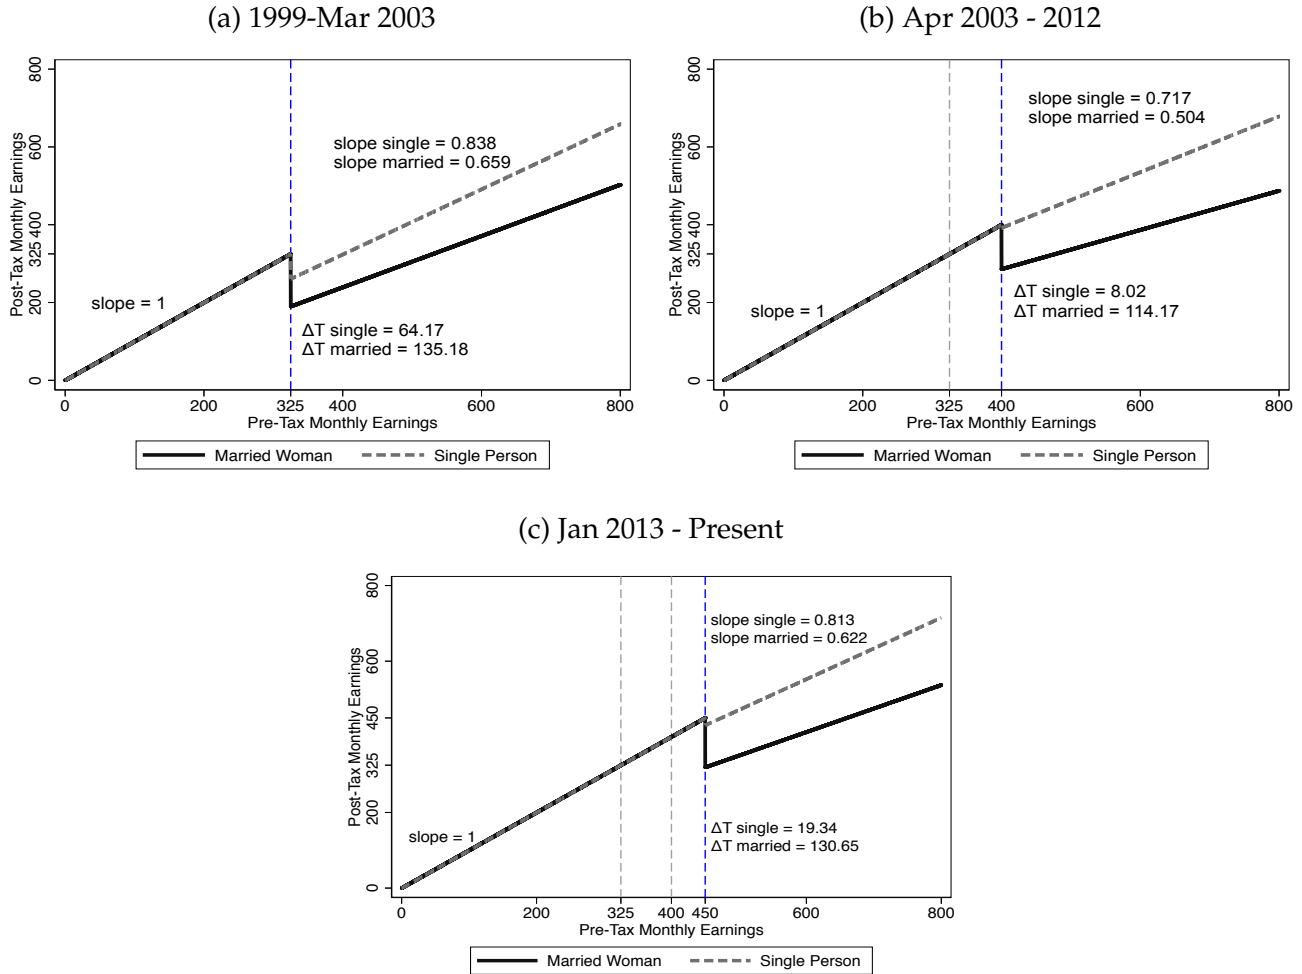 (a) 1999-Mar 2003
Post-Tax Monthly Earnings
0 200 325 400 600 800
slope single = 0.838
slope married = 0.659
slope = 1
ΔT single = 64.17
ΔT married = 135.18
0 200 325 400 600 800
Pre-Tax Monthly Earnings
Married Woman Single Person
(b) Apr 2003 - 2012
Post-Tax Monthly Earnings
0 200 325 400 600 800
slope single = 0.717
slope married = 0.504
slope = 1
ΔT single = 8.02
ΔT married = 114.17
0 200 325 400 600 800
Pre-Tax Monthly Earnings
Married Woman Single Person
(c) Jan 2013 - Present
Post-Tax Monthly Earnings
0 200 325 450 600 800
slope single = 0.813
slope married = 0.622
slope = 1
ΔT single = 19.34
ΔT married = 130.65
0 200 325 400 450 600 800
Pre-Tax Monthly Earnings
Married Woman Single Person